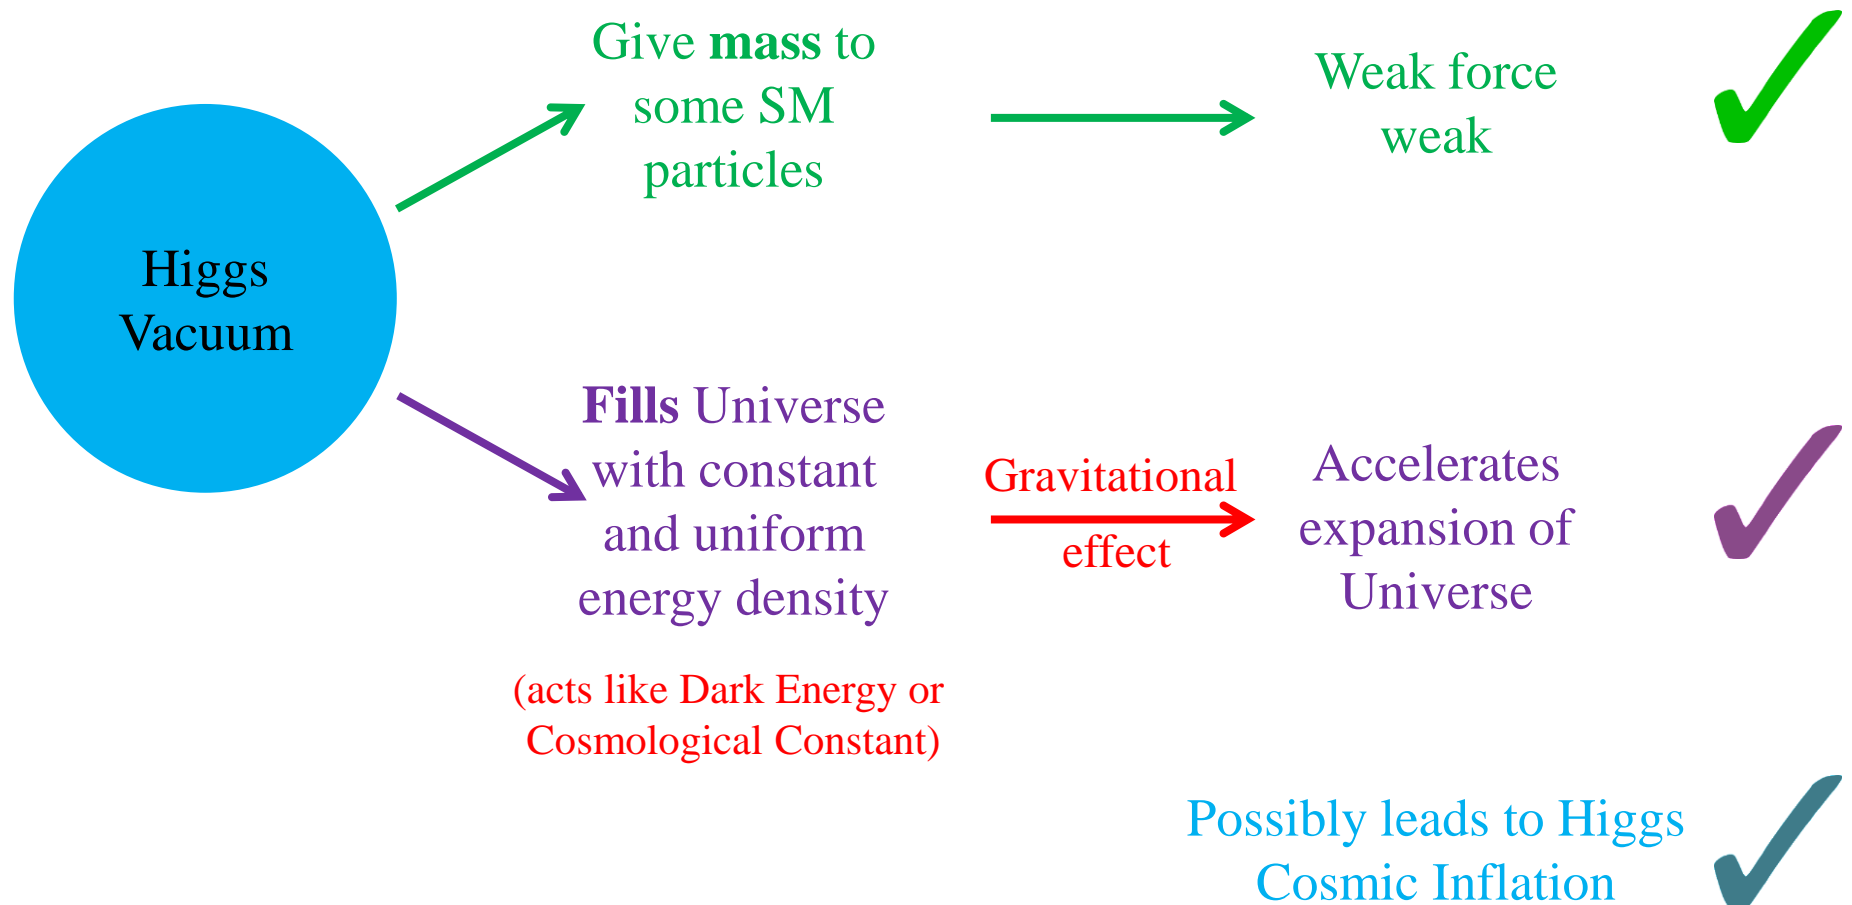 Higgs
Vacuum
Give mass to
some SM
particles
Weak force
weak
Fills Universe
with constant
and uniform
energy density
(acts like Dark Energy or
Cosmological Constant)
Gravitational
effect
Accelerates
expansion of
Universe
Possibly leads to Higgs
Cosmic Inflation